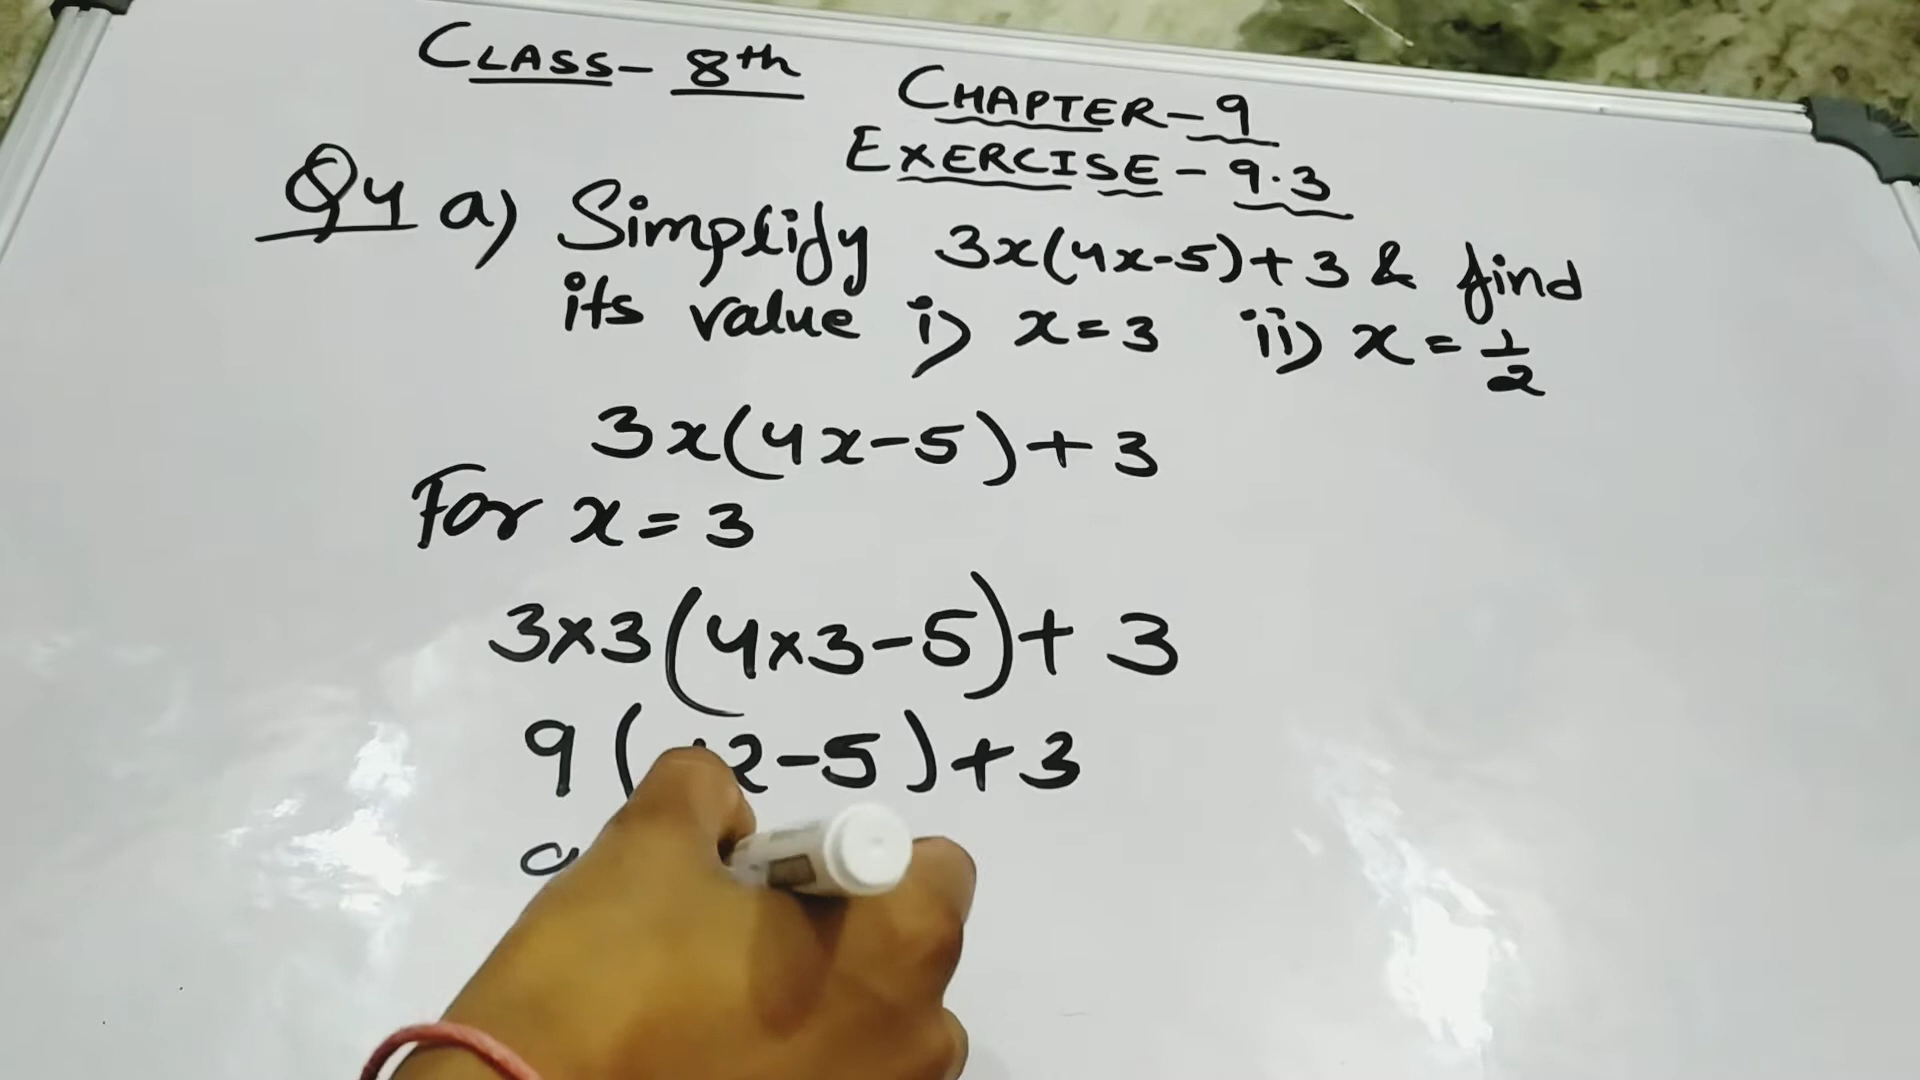 CLASS- 8th CHAPTER-9
EXERCISE-9.3
Q4 a) Simplify 3x(4x-5)+3 & find
its value i) x=3 ii) x=1/2
3x(4x-5)+3
For x=3
3×3(4×3-5)+3
9(12-5)+3